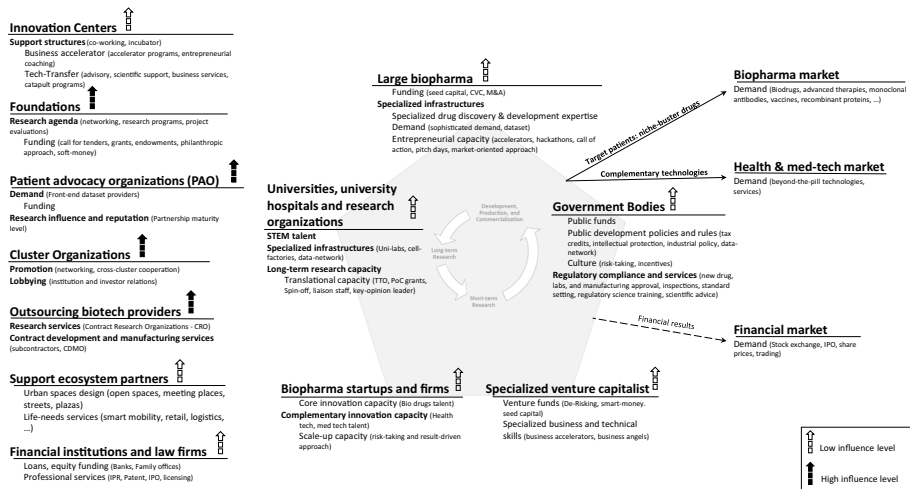 Innovation Centers
Support structures (co-working, incubator)
Business accelerator (accelerator programs, entrepreneurial
coaching)
Tech-Transfer (advisory, scientific support, business services,
catapult programs)
Foundations
Research agenda (networking, research programs, project
evaluations)
Funding (call for tenders, grants, endowments, philanthropic
approach, soft-money)
Patient advocacy organizations (PAO)
Demand (Front-end dataset providers)
Funding
Research influence and reputation (Partnership maturity
level)
Cluster Organizations
Promotion (networking, cross-cluster cooperation)
Lobbying (institution and investor relations)
Outsourcing biotech providers
Research services (Contract Research Organizations - CRO)
Contract development and manufacturing services
(subcontractors, CDMO)
Support ecosystem partners
Urban spaces design (open spaces, meeting places,
streets, plazas)
Life-needs services (smart mobility, retail, logistics,
...)
Financial institutions and law firms
Loans, equity funding (Banks, Family offices)
Professional services (IPR, Patent, IPO, licensing)
Large biopharma
Funding (seed capital, CVC, M&A)
Specialized infrastructures
Specialized drug discovery & development expertise
Demand (sophisticated demand, dataset)
Entrepreneurial capacity (accelerators, hackathons, call of
action, pitch days, market-oriented approach)
Universities, university
hospitals and research
organizations
STEM talent
Specialized infrastructures (Uni-labs, cell-
factories, data-network)
Long-term research capacity
Translational capacity (TTO, PoC grants,
Spin-off, liaison staff, key-opinion leader)
Development,
Production, and
Commercialization
Long-term
Research
Short-term
Research
Government Bodies
Public funds
Public development policies and rules (tax
credits, intellectual protection, industrial policy, data-
network)
Culture (risk-taking, incentives)
Regulatory compliance and services (new drug,
labs, and manufacturing approval, inspections, standard
setting, regulatory science training, scientific advice)
Biopharma startups and firms
Core innovation capacity (Bio drugs talent)
Complementary innovation capacity (Health
tech, med tech talent)
Scale-up capacity (risk-taking and result-driven
approach)
Specialized venture capitalist
Venture funds (De-Risking, smart-money.
seed capital)
Specialized business and technical
skills (business accelerators, business angels)
Target patients: niche-buster drugs
Complementary technologies
Financial results
Biopharma market
Demand (Biodrugs, advanced therapies, monoclonal
antibodies, vaccines, recombinant proteins, ...)
Health & med-tech market
Demand (beyond-the-pill technologies,
services)
Financial market
Demand (Stock exchange, IPO, share
prices, trading)
Low influence level
High influence level